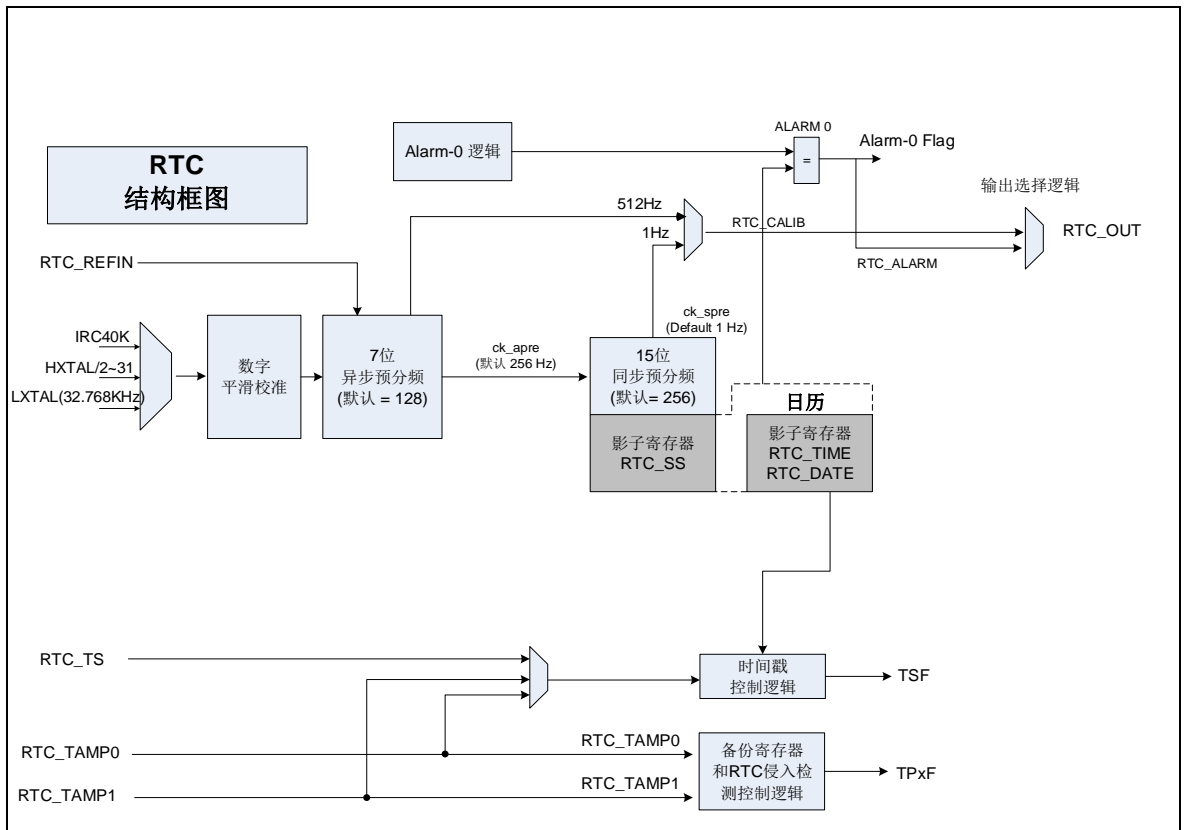 RTC
结构框图
Alarm-0 逻辑
ALARM 0
=
Alarm-0 Flag
输出选择逻辑
512Hz
1Hz
RTC_CALIB
RTC_OUT
RTC_ALARM
RTC_REFIN
IRC40K
HXTAL/2~31
LXTAL(32.768KHz)
数字
平滑校准
7位
异步预分频
(默认 = 128)
ck_apre
(默认 256 Hz)
ck_spre
(Default 1 Hz)
15位
同步预分频
(默认= 256)
影子寄存器
RTC_SS
日历
影子寄存器
RTC_TIME
RTC_DATE
RTC_TS
时间戳
控制逻辑
TSF
RTC_TAMP0
RTC_TAMP0
RTC_TAMP1
RTC_TAMP1
备份寄存器
和RTC侵入检
测控制逻辑
TPxF